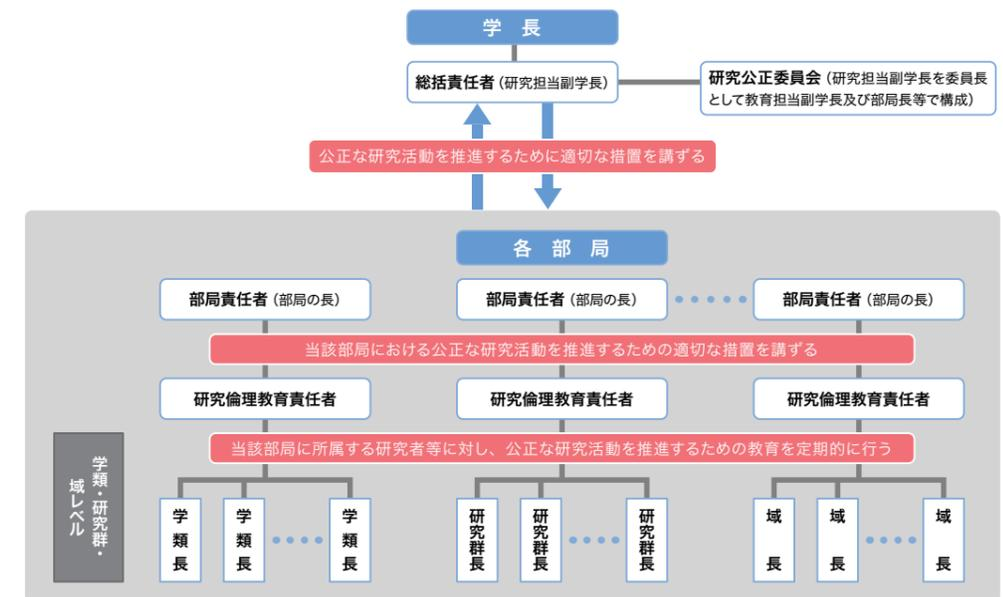 学 長
総括責任者（研究担当副学長）
研究公正委員会（研究担当副学長を委員長
として教育担当副学長及び部局長等で構成）
公正な研究活動を推進するために適切な措置を講ずる
各 部 局
部局責任者（部局の長）
部局責任者（部局の長）
部局責任者（部局の長）
当該部局における公正な研究活動を推進するための適切な措置を講ずる
研究倫理教育責任者
研究倫理教育責任者
研究倫理教育責任者
当該部局に所属する研究者等に対し、公正な研究活動を推進するための教育を定期的に行う
学類・研究群・
域レベル
学類長
学類長
学類長
研究群長
研究群長
研究群長
域 長
域 長
域 長